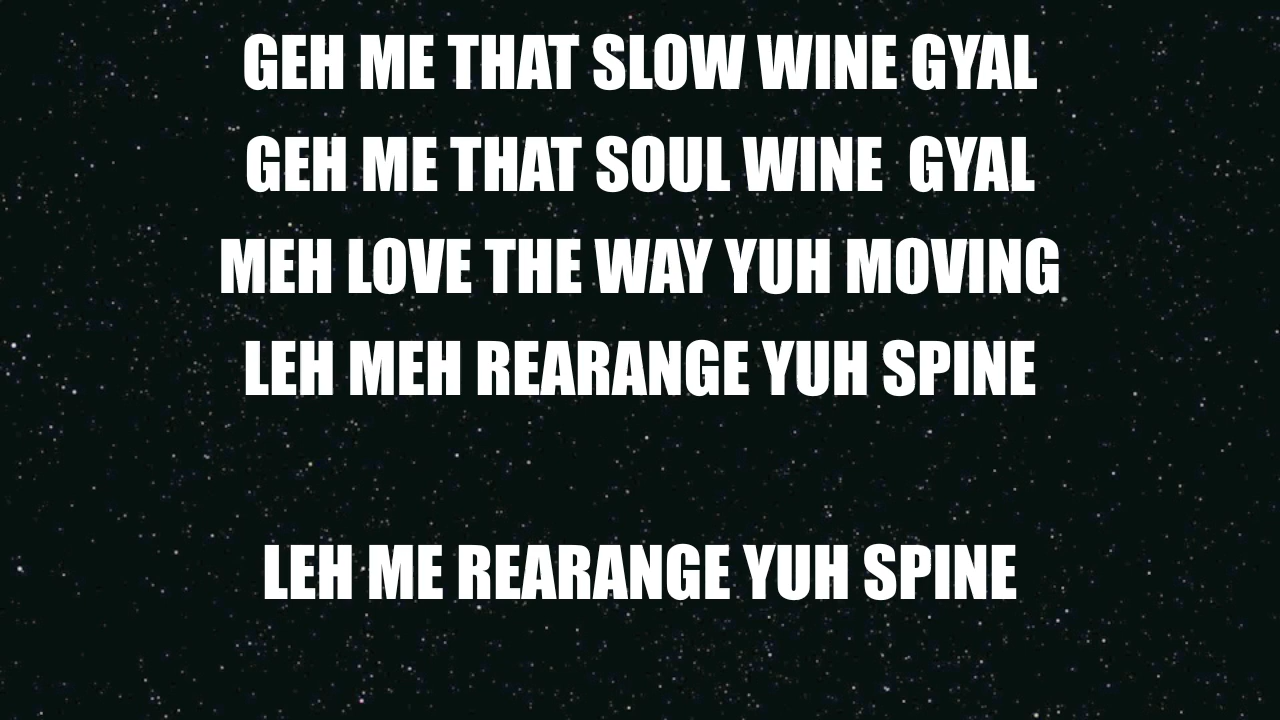 GEH ME THAT SLOW WINE GYAL
GEH ME THAT SOUL WINE  GYAL
MEH LOVE THE WAY YUH MOVING
LEH MEH REARANGE YUH SPINE
LEH ME REARANGE YUH SPINE